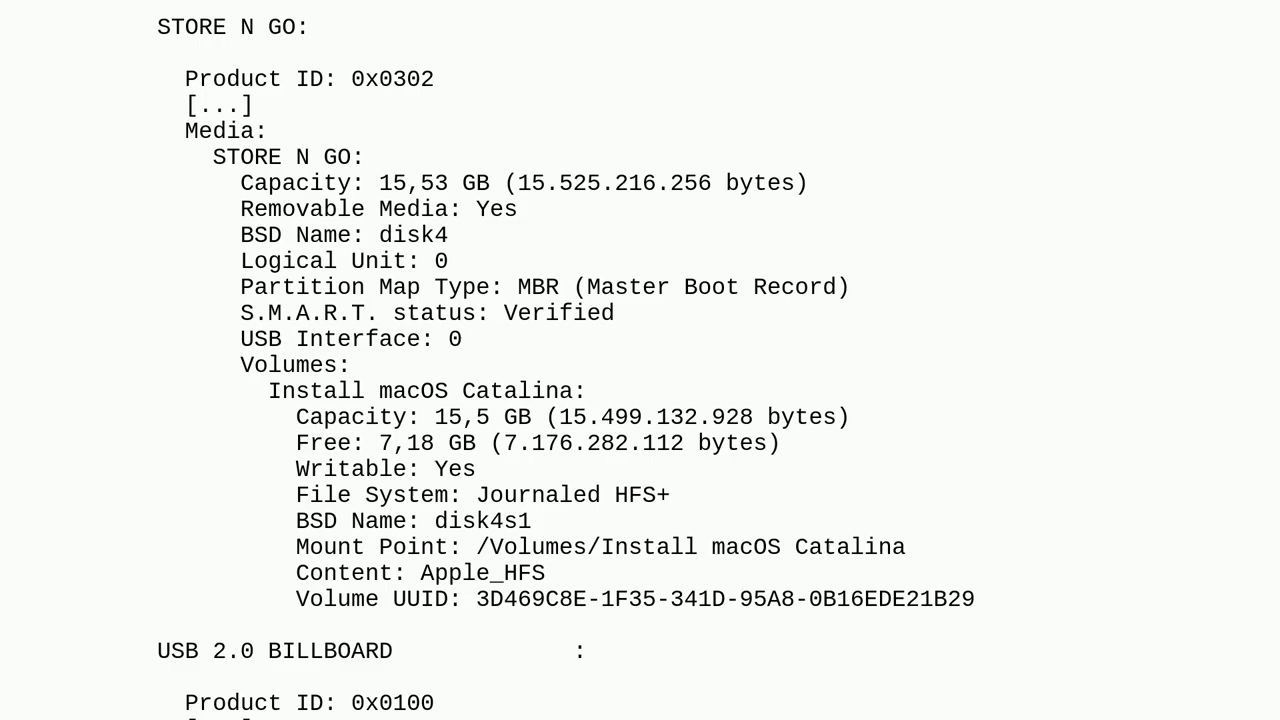 STORE N GO:
Product ID: 0x0302
[...]
Media:
STORE N GO:
Capacity: 15,53 GB (15.525.216.256 bytes)
Removable Media: Yes
BSD Name: disk4
Logical Unit: 0
Partition Map Type: MBR (Master Boot Record)
S.M.A.R.T. status: Verified
USB Interface: 0
Volumes:
Install macOS Catalina:
Capacity: 15,5 GB (15.499.132.928 bytes)
Free: 7,18 GB (7.176.282.112 bytes)
Writable: Yes
File System: Journaled HFS+
BSD Name: disk4s1
Mount Point: /Volumes/Install macOS Catalina
Content: Apple_HFS
Volume UUID: 3D469C8E-1F35-341D-95A8-0B16EDE21B29
USB 2.0 BILLBOARD             :
Product ID: 0x0100